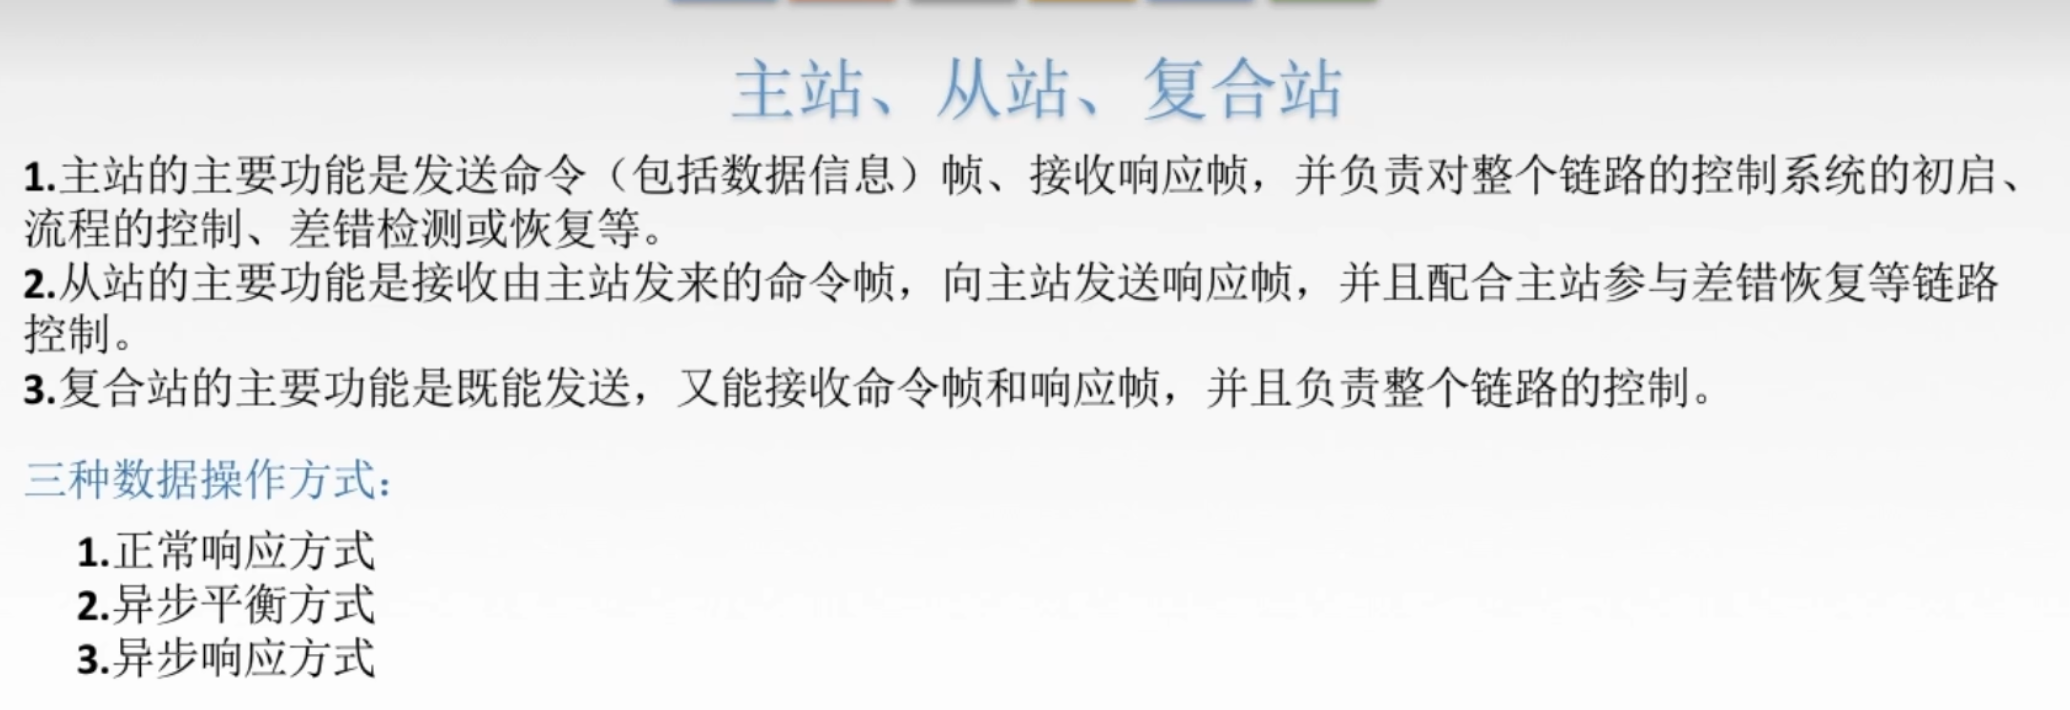 主站、从站、复合站
1.主站的主要功能是发送命令（包括数据信息）帧、接收响应帧，并负责对整个链路的控制系统的初启、
流程的控制、差错检测或恢复等。
2.从站的主要功能是接收由主站发来的命令帧，向主站发送响应帧，并且配合主站参与差错恢复等链路
控制。
3.复合站的主要功能是既能发送，又能接收命令帧和响应帧，并且负责整个链路的控制。
三种数据操作方式：
1.正常响应方式
2.异步平衡方式
3.异步响应方式